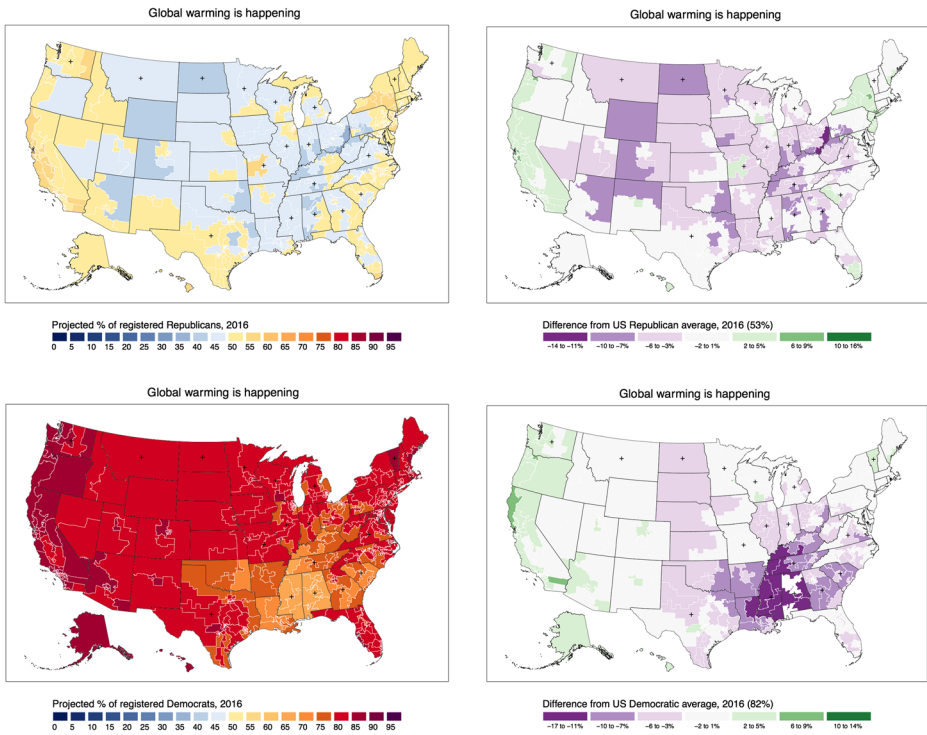 Global warming is happening
Global warming is happening
Projected % of registered Republicans, 2016
0 5 10 15 20 25 30 35 40 45 50 55 60 65 70 75 80 85 90 95
Difference from US Republican average, 2016 (53%)
−14 to −11% −10 to −7% −6 to −3% −2 to 1% 2 to 5% 6 to 9% 10 to 16%
Global warming is happening
Global warming is happening
Projected % of registered Democrats, 2016
0 5 10 15 20 25 30 35 40 45 50 55 60 65 70 75 80 85 90 95
Difference from US Democratic average, 2016 (82%)
−17 to −11% −10 to −7% −6 to −3% −2 to 1% 2 to 5% 6 to 9% 10 to 14%